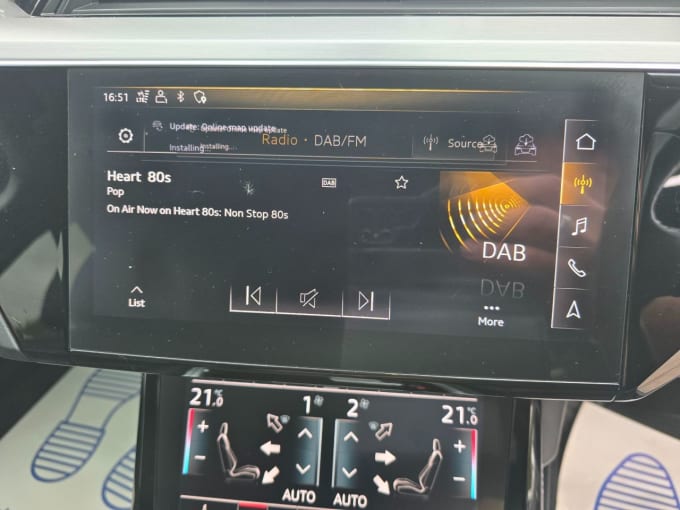 16:51
Update: Online map update
Installing
Installing...
Radio · DAB/FM
Source
Heart 80s
DAB
Pop
On Air Now on Heart 80s: Non Stop 80s
DAB
List
More
21.0°C
1
2
21.0°C
AUTO
AUTO